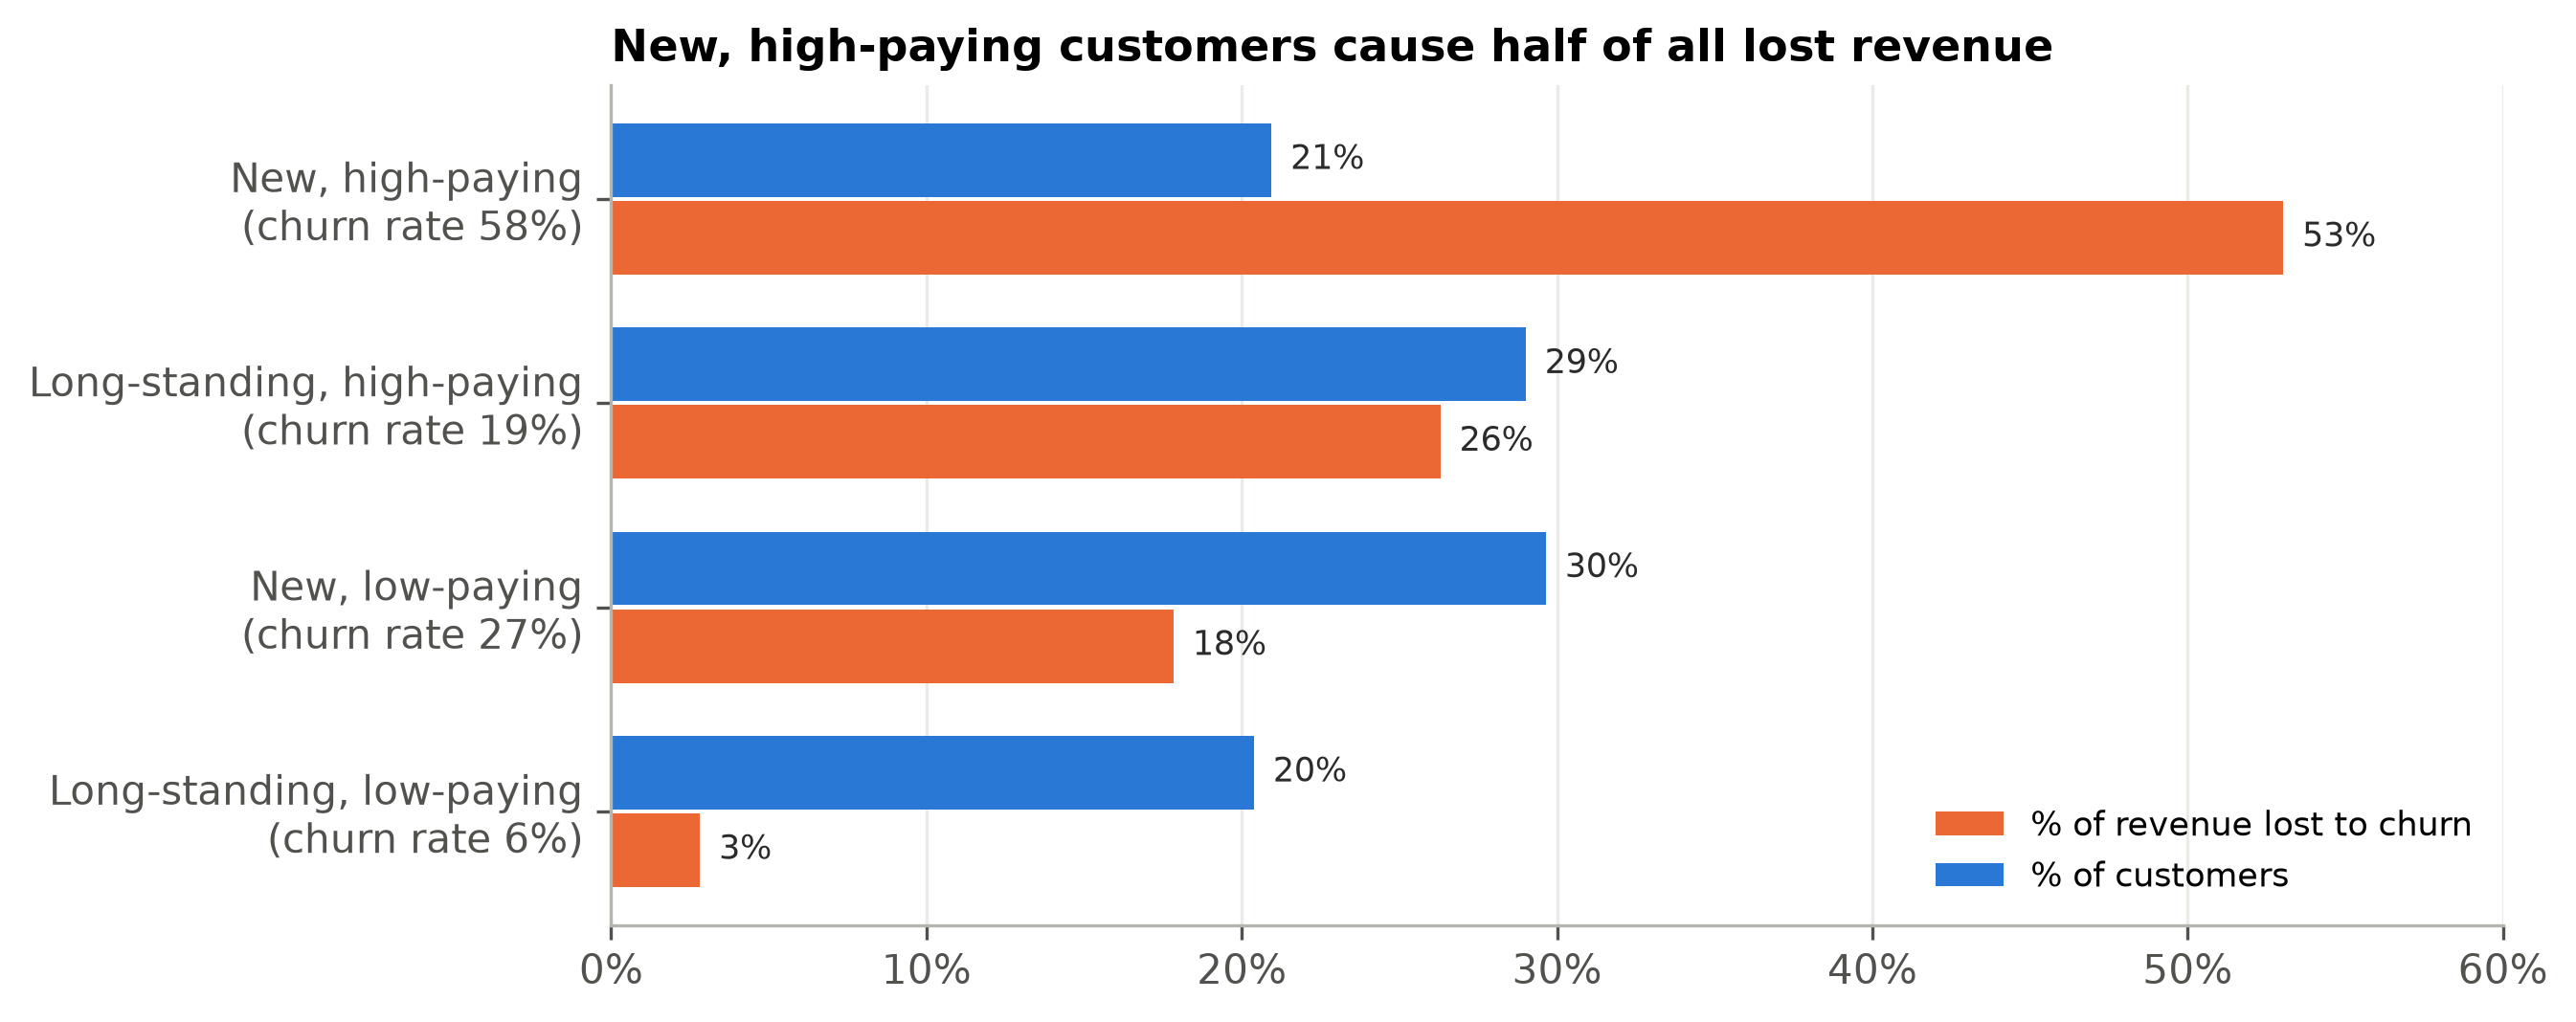 New, high-paying customers cause half of all lost revenue
New, high-paying
(churn rate 58%)
21%
53%
Long-standing, high-paying
(churn rate 19%)
29%
26%
New, low-paying
(churn rate 27%)
30%
18%
Long-standing, low-paying
(churn rate 6%)
20%
3%
% of revenue lost to churn
% of customers
0% 10% 20% 30% 40% 50% 60%